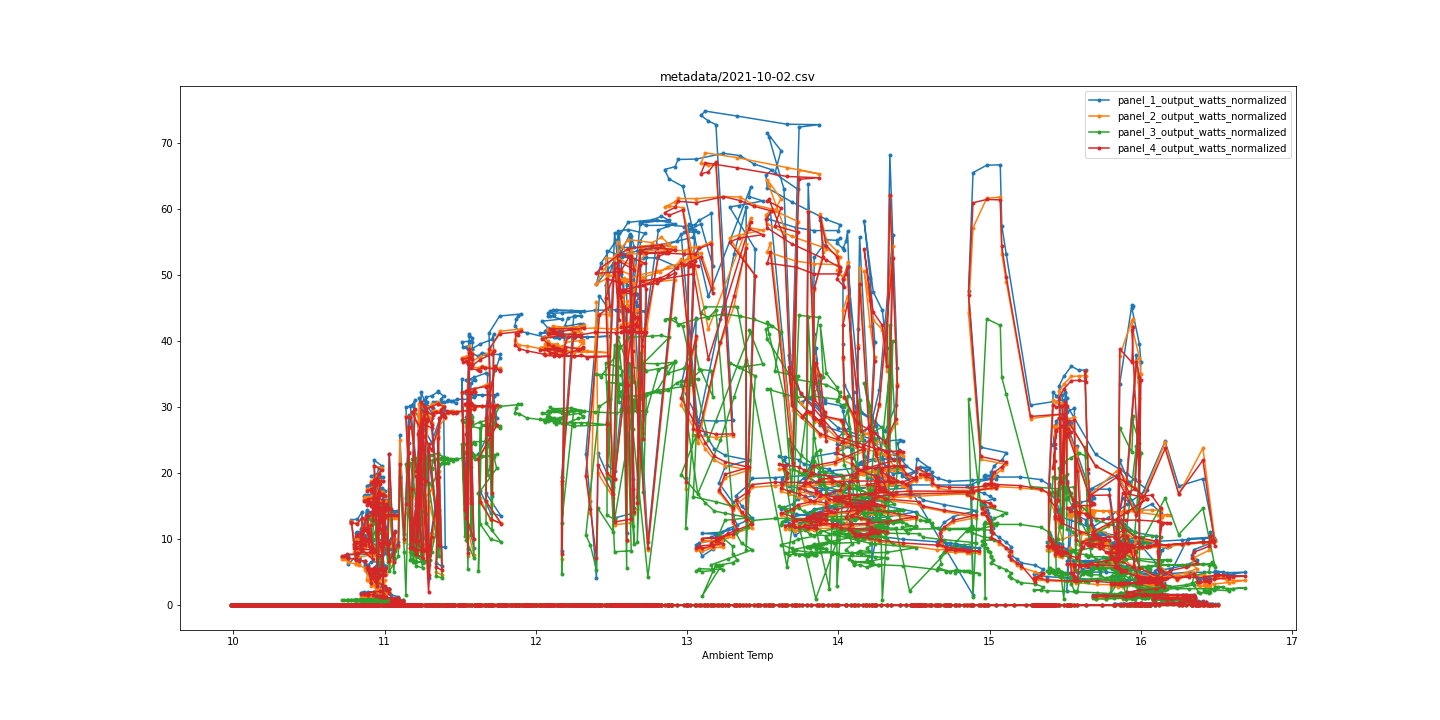 metadata/2021-10-02.csv
panel_1_output_watts_normalized
panel_2_output_watts_normalized
panel_3_output_watts_normalized
panel_4_output_watts_normalized
70
60
50
40
30
20
10
0
10 11 12 13 14 15 16 17
Ambient Temp